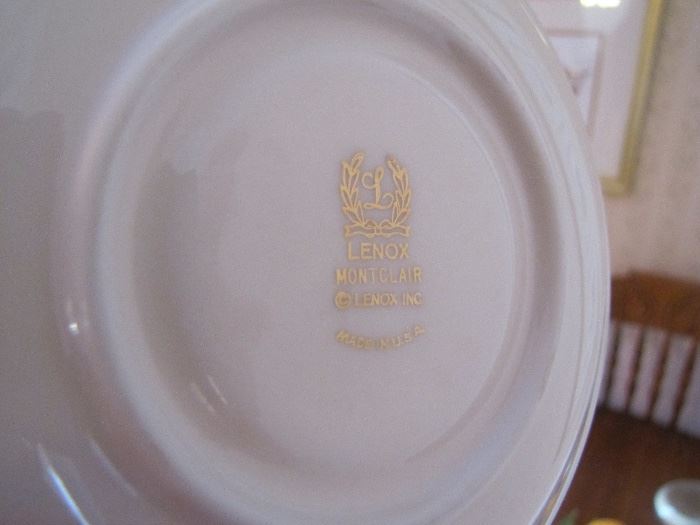 L
LENOX
MONTCLAIR
© LENOX INC
MADE IN U.S.A.